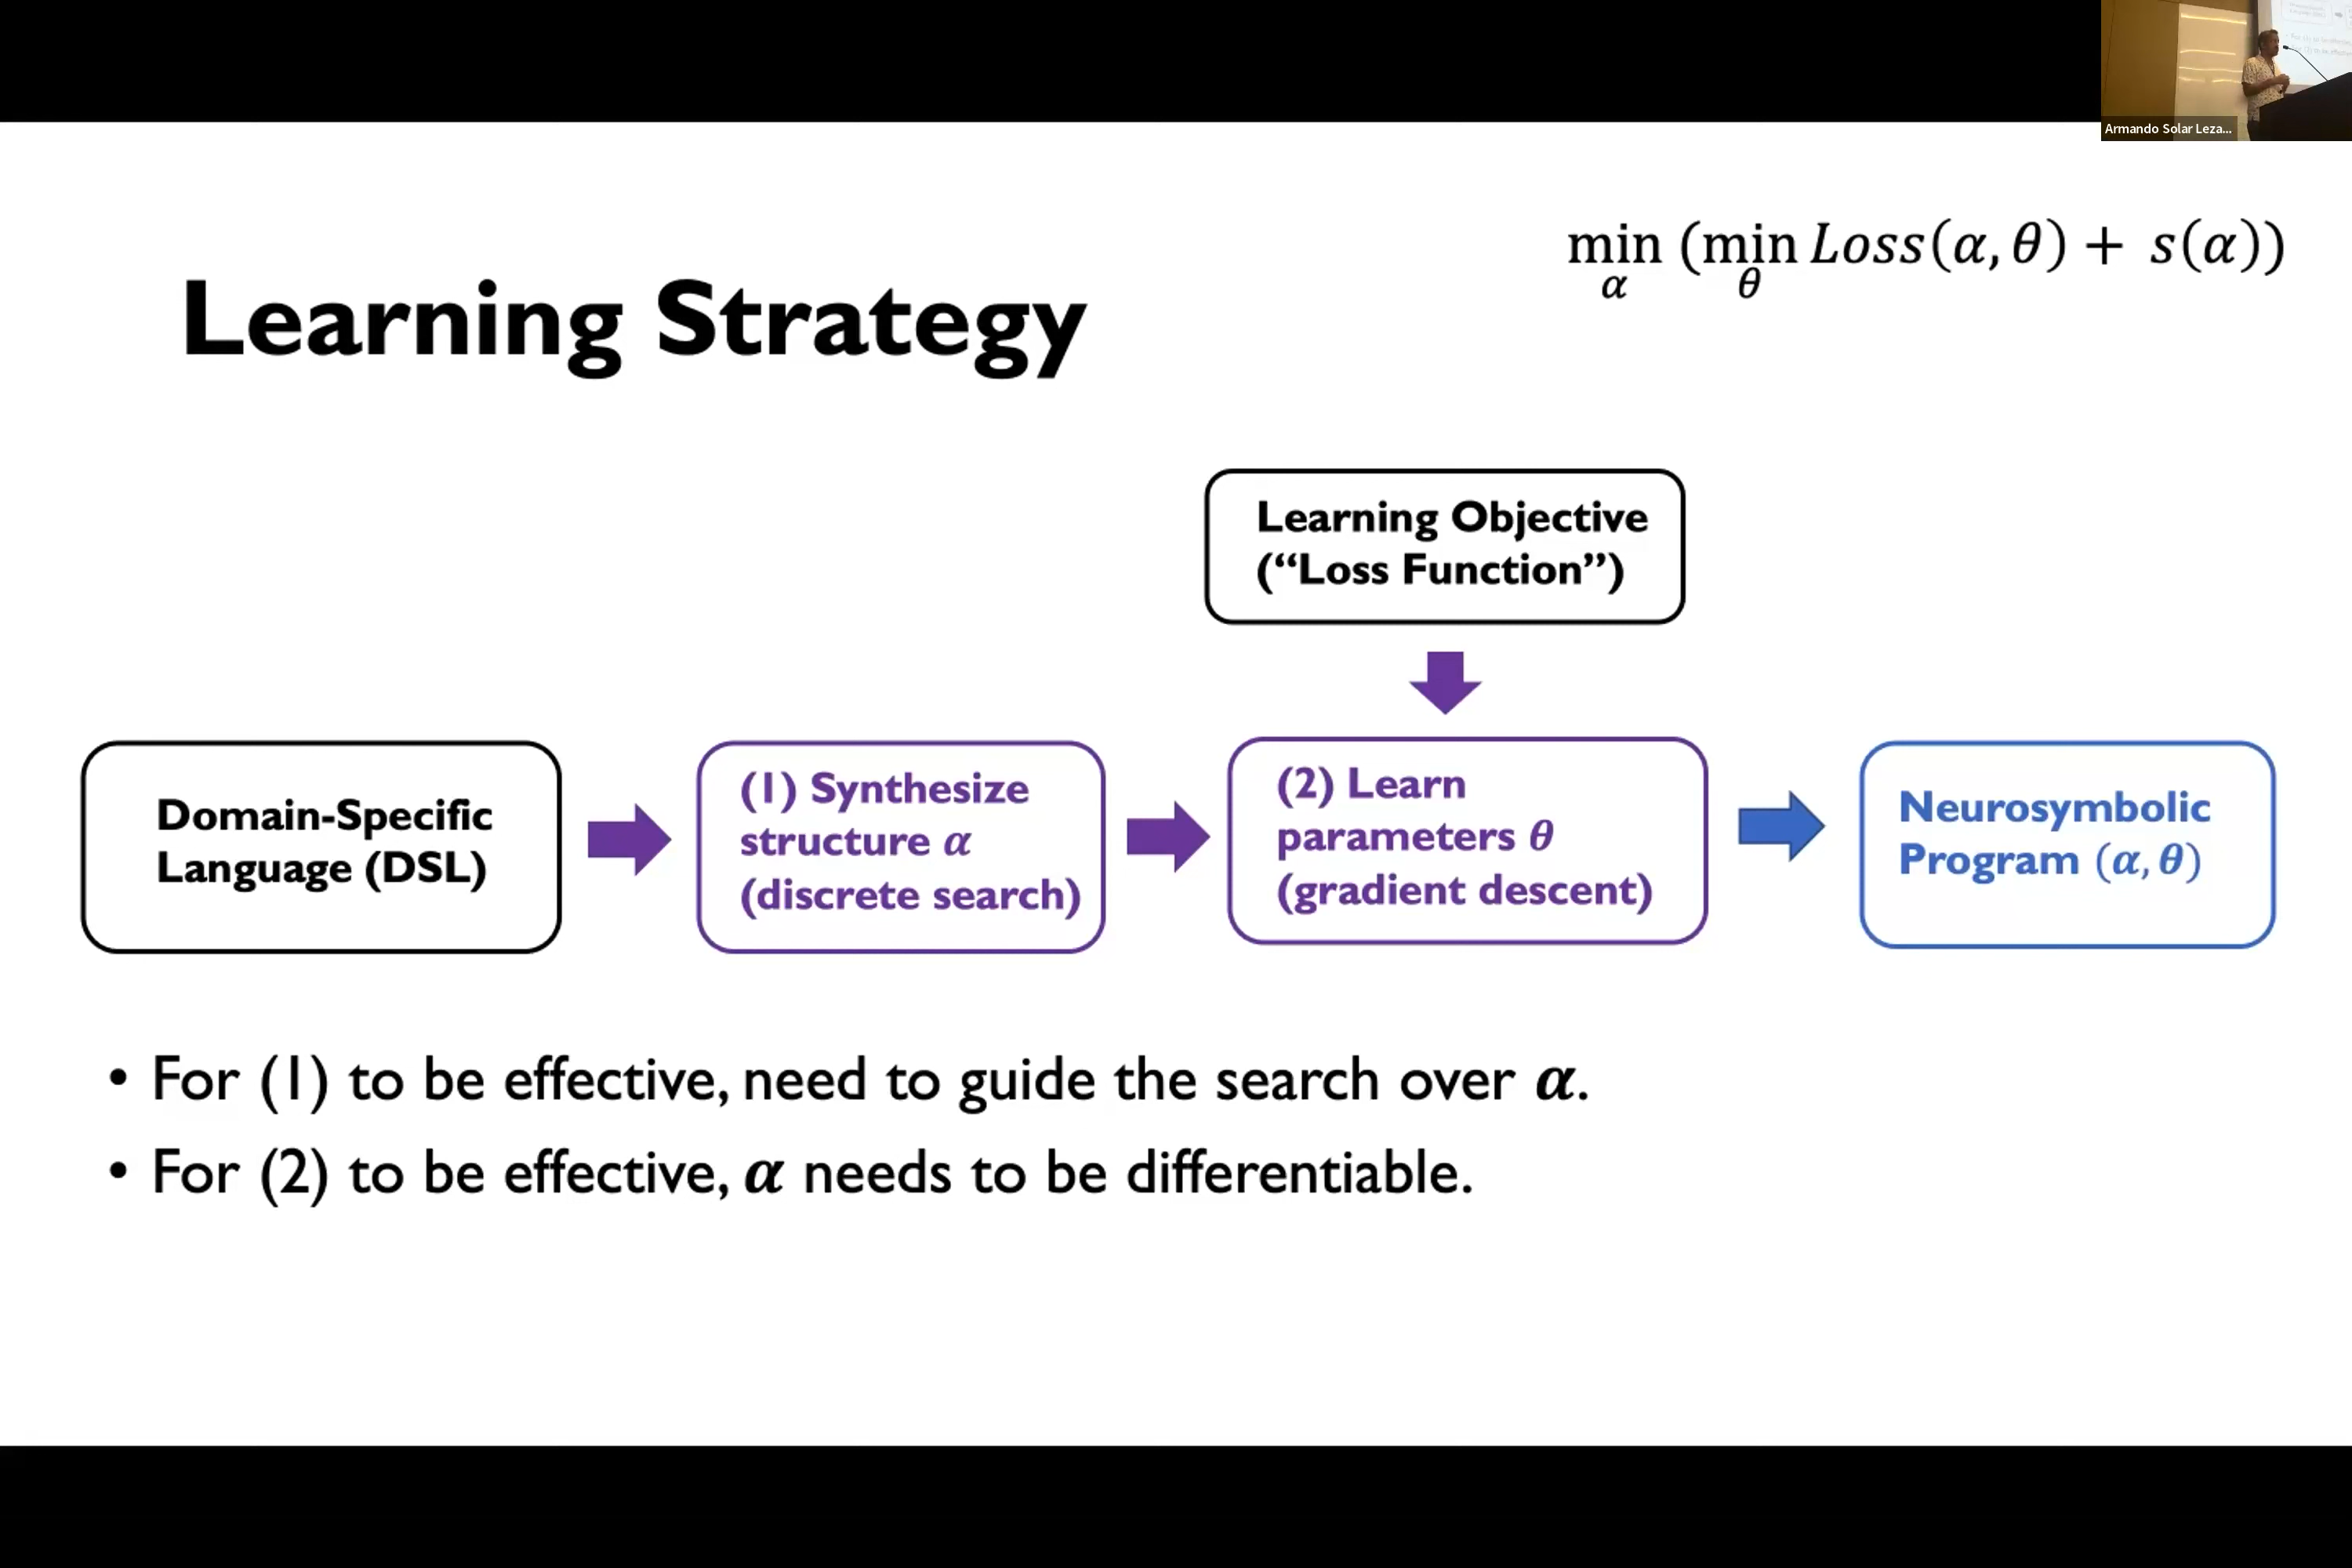 Armando Solar Leza...
min (min Loss(α, θ) + s(α))
α θ
Learning Strategy
Learning Objective
(“Loss Function”)
Domain-Specific
Language (DSL)
(1) Synthesize
structure α
(discrete search)
(2) Learn
parameters θ
(gradient descent)
Neurosymbolic
Program (α, θ)
• For (1) to be effective, need to guide the search over α.
• For (2) to be effective, α needs to be differentiable.